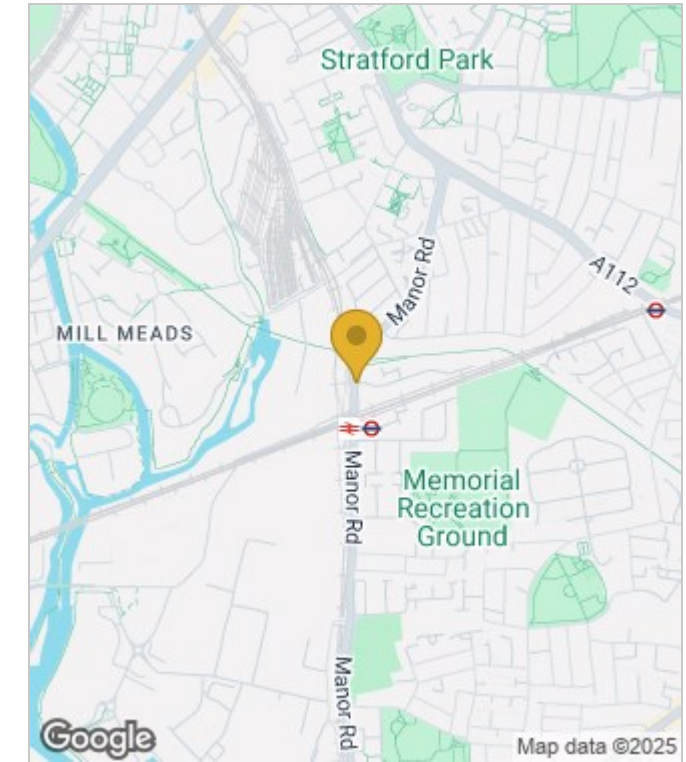 Stratford Park
Manor Rd
A112
MILL MEADS
Manor Rd
Memorial
Recreation
Ground
Manor Rd
Google
Map data ©2025